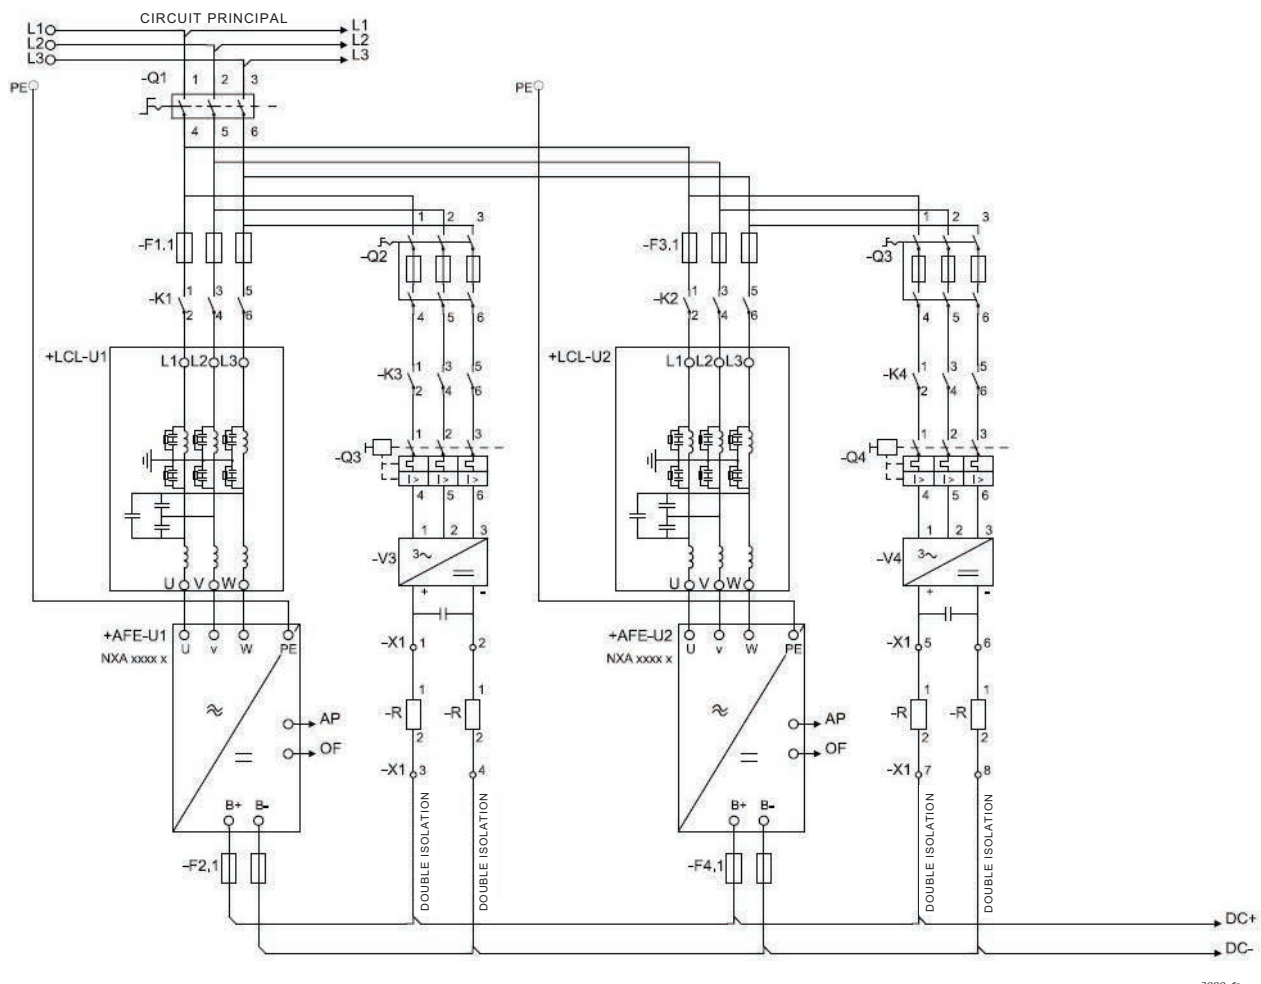 CIRCUIT PRINCIPAL
L1 L1
L2 L2
L3 L3
PE -Q1 1 2 3 PE
4 5 6
1 2 3 1 2 3
-F1,1 -Q2 -F3,1 -Q3
-K1 1 3 5 -K2 1 3 5
2 4 6 4 5 6 2 4 6 4 5 6
+LCL-U1 L1 L2 L3 +LCL-U2 L1 L2 L3
-K3 1 3 5 -K4 1 3 5
2 4 6 2 4 6
1 2 3 1 2 3
-Q3 -Q4
I> I> I> I> I> I>
4 5 6 4 5 6
1 2 3 1 2 3
-V3 3~ -V4 3~
U V W U V W
+ - + -
+AFE-U1 -X1 1 2 +AFE-U2 -X1 5 6
NXA xxxx x U v W PE NXA xxxx x U v W PE
1 1 1 1
-R -R -R -R
AP AP
2 2 2 2
OF OF
-X1 3 4 -X1 7 8
B+ B- B+ B-
DOUBLE ISOLATION DOUBLE ISOLATION DOUBLE ISOLATION DOUBLE ISOLATION
-F2,1 -F4,1
DC+
DC-